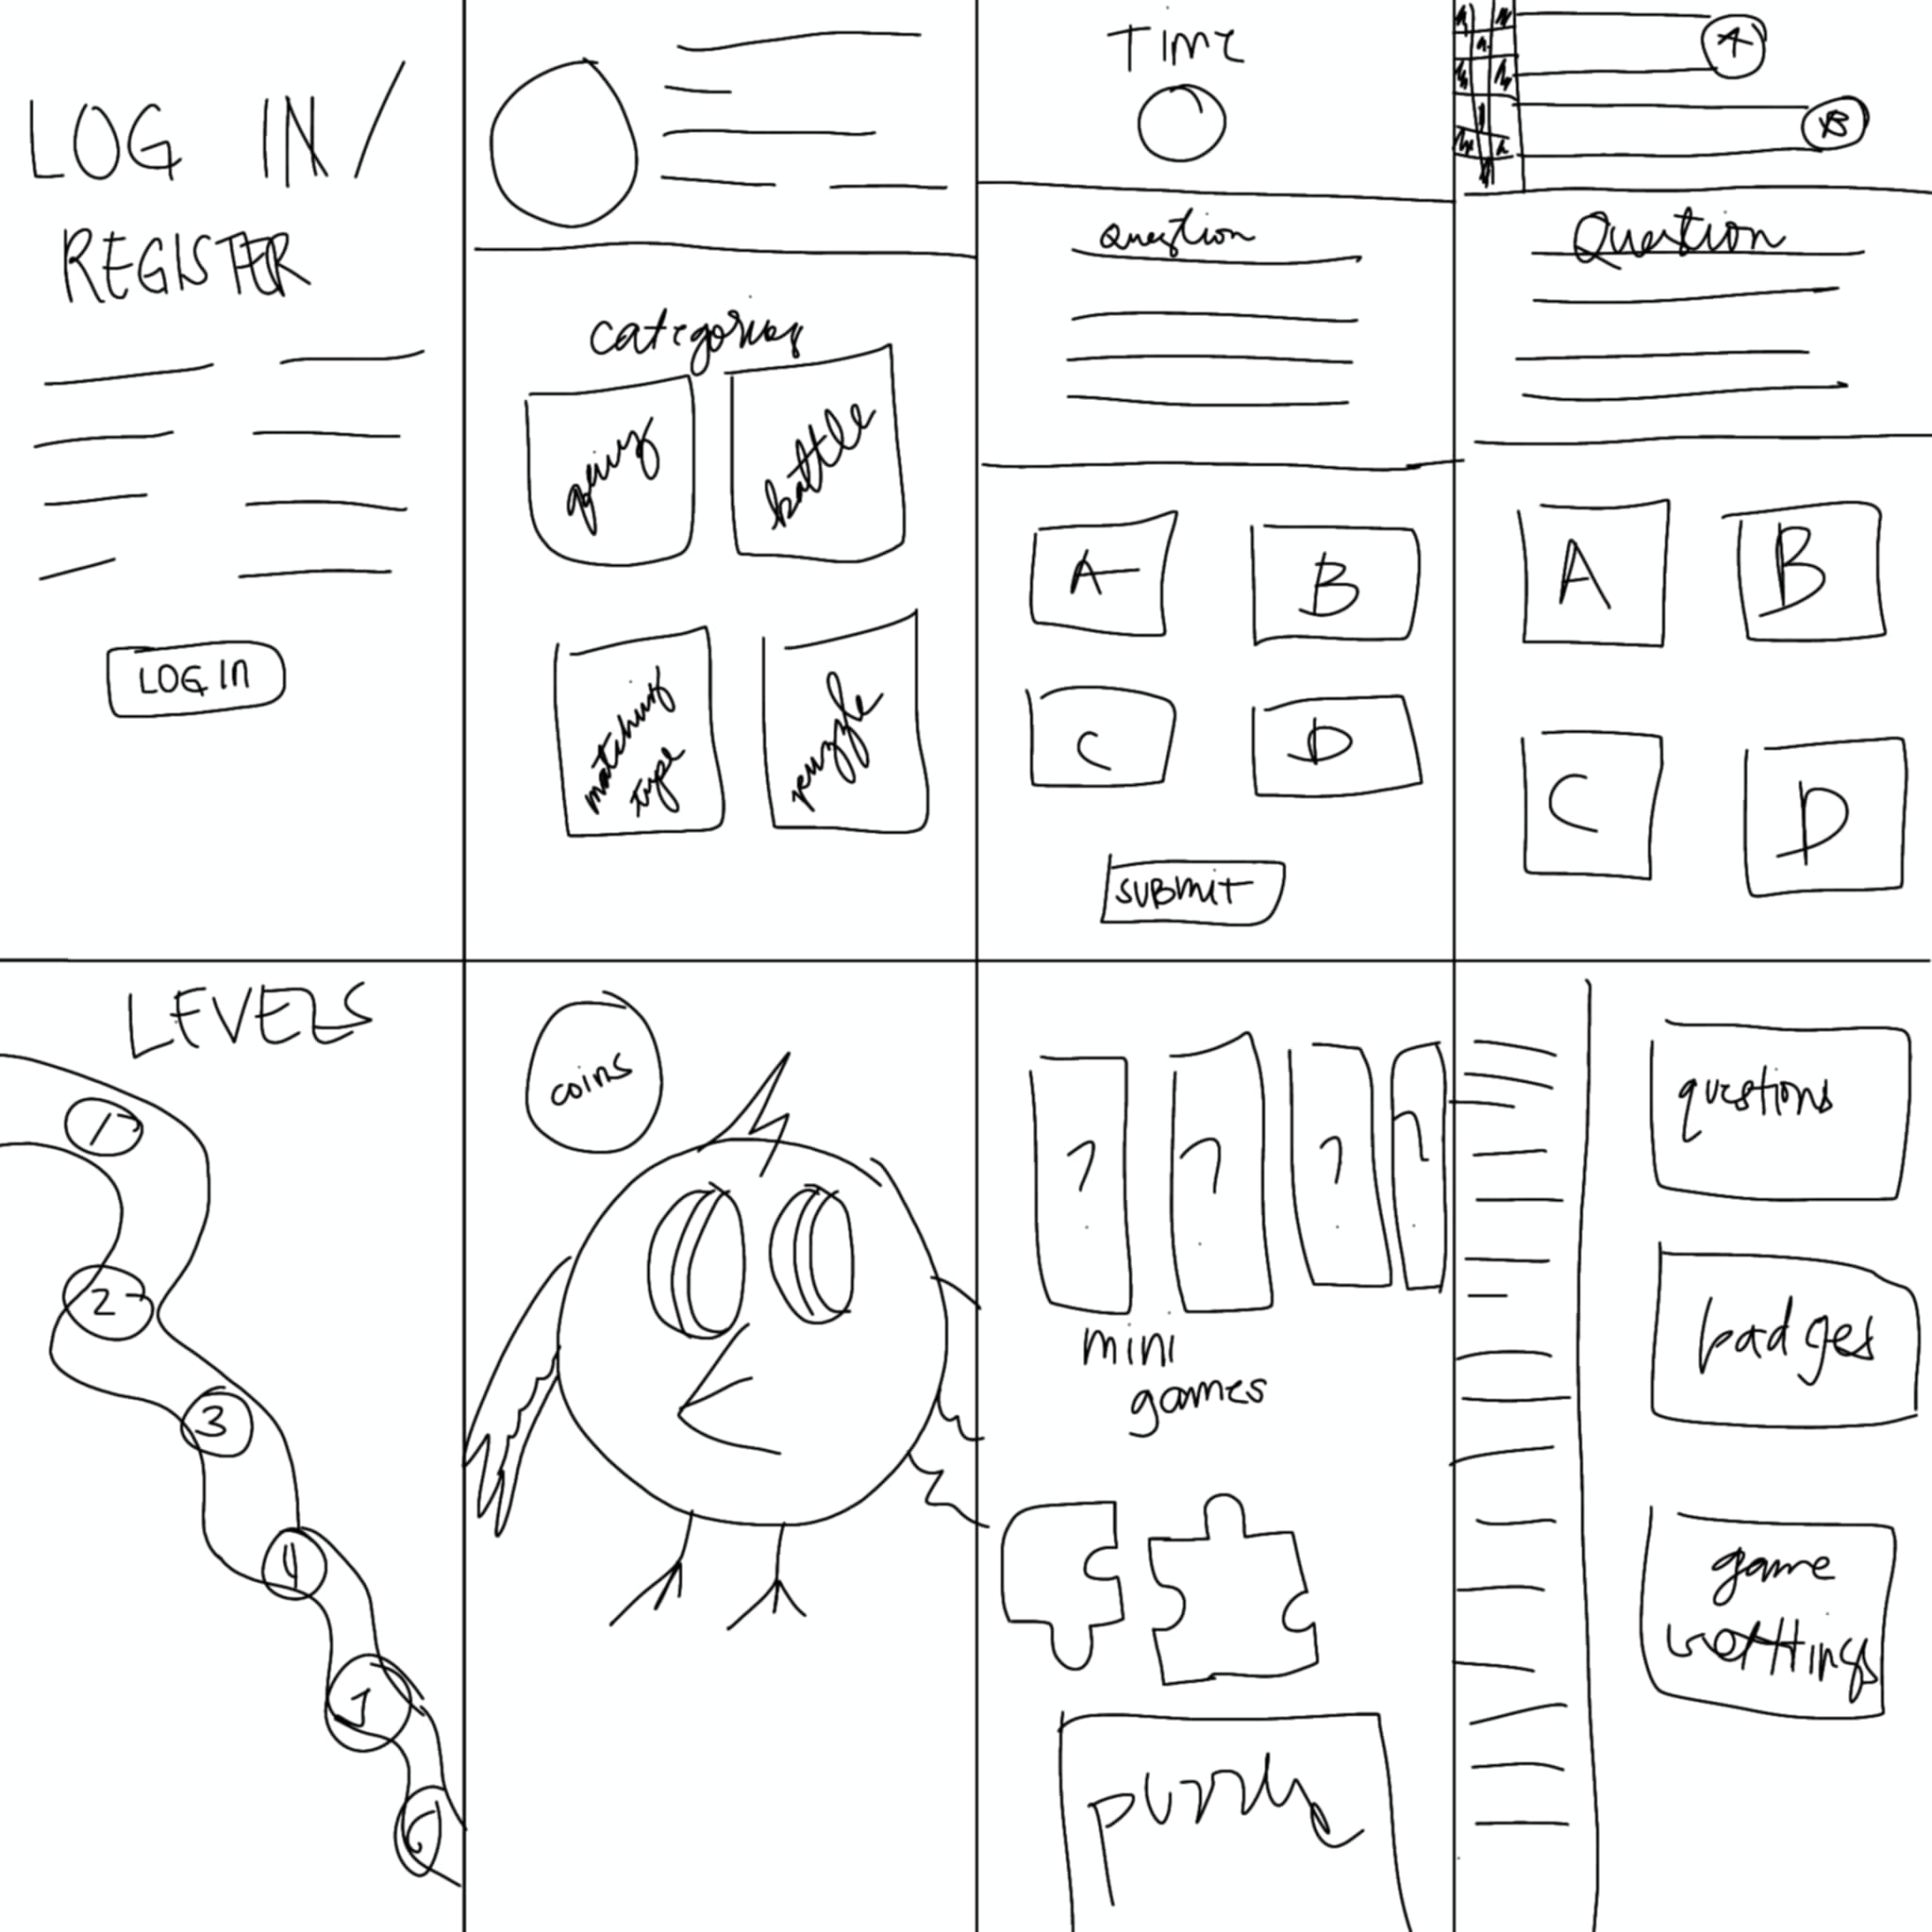 LOG IN/
REGISTER
LOG IN
categories
quiz
battle
matching
type
puzzle
TIME
Question
A
B
C
D
SUBMIT
A
B
Question
A
B
C
D
LEVELS
1
2
3
4
5
6
coins
?
?
?
?
mini
games
puzzle
questions
badges
game